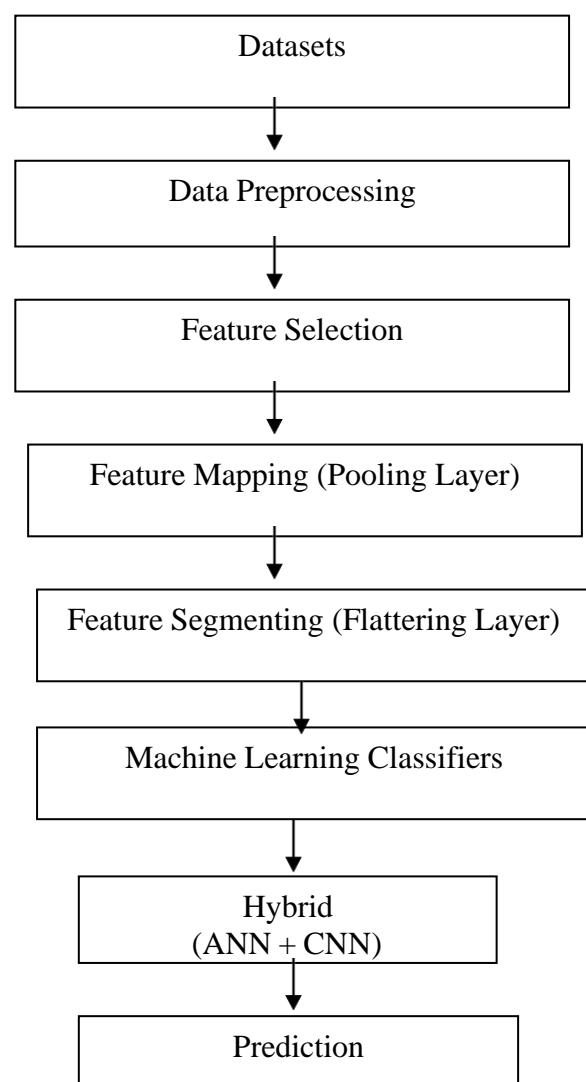 Datasets
Data Preprocessing
Feature Selection
Feature Mapping (Pooling Layer)
Feature Segmenting (Flattering Layer)
Machine Learning Classifiers
Hybrid
(ANN + CNN)
Prediction